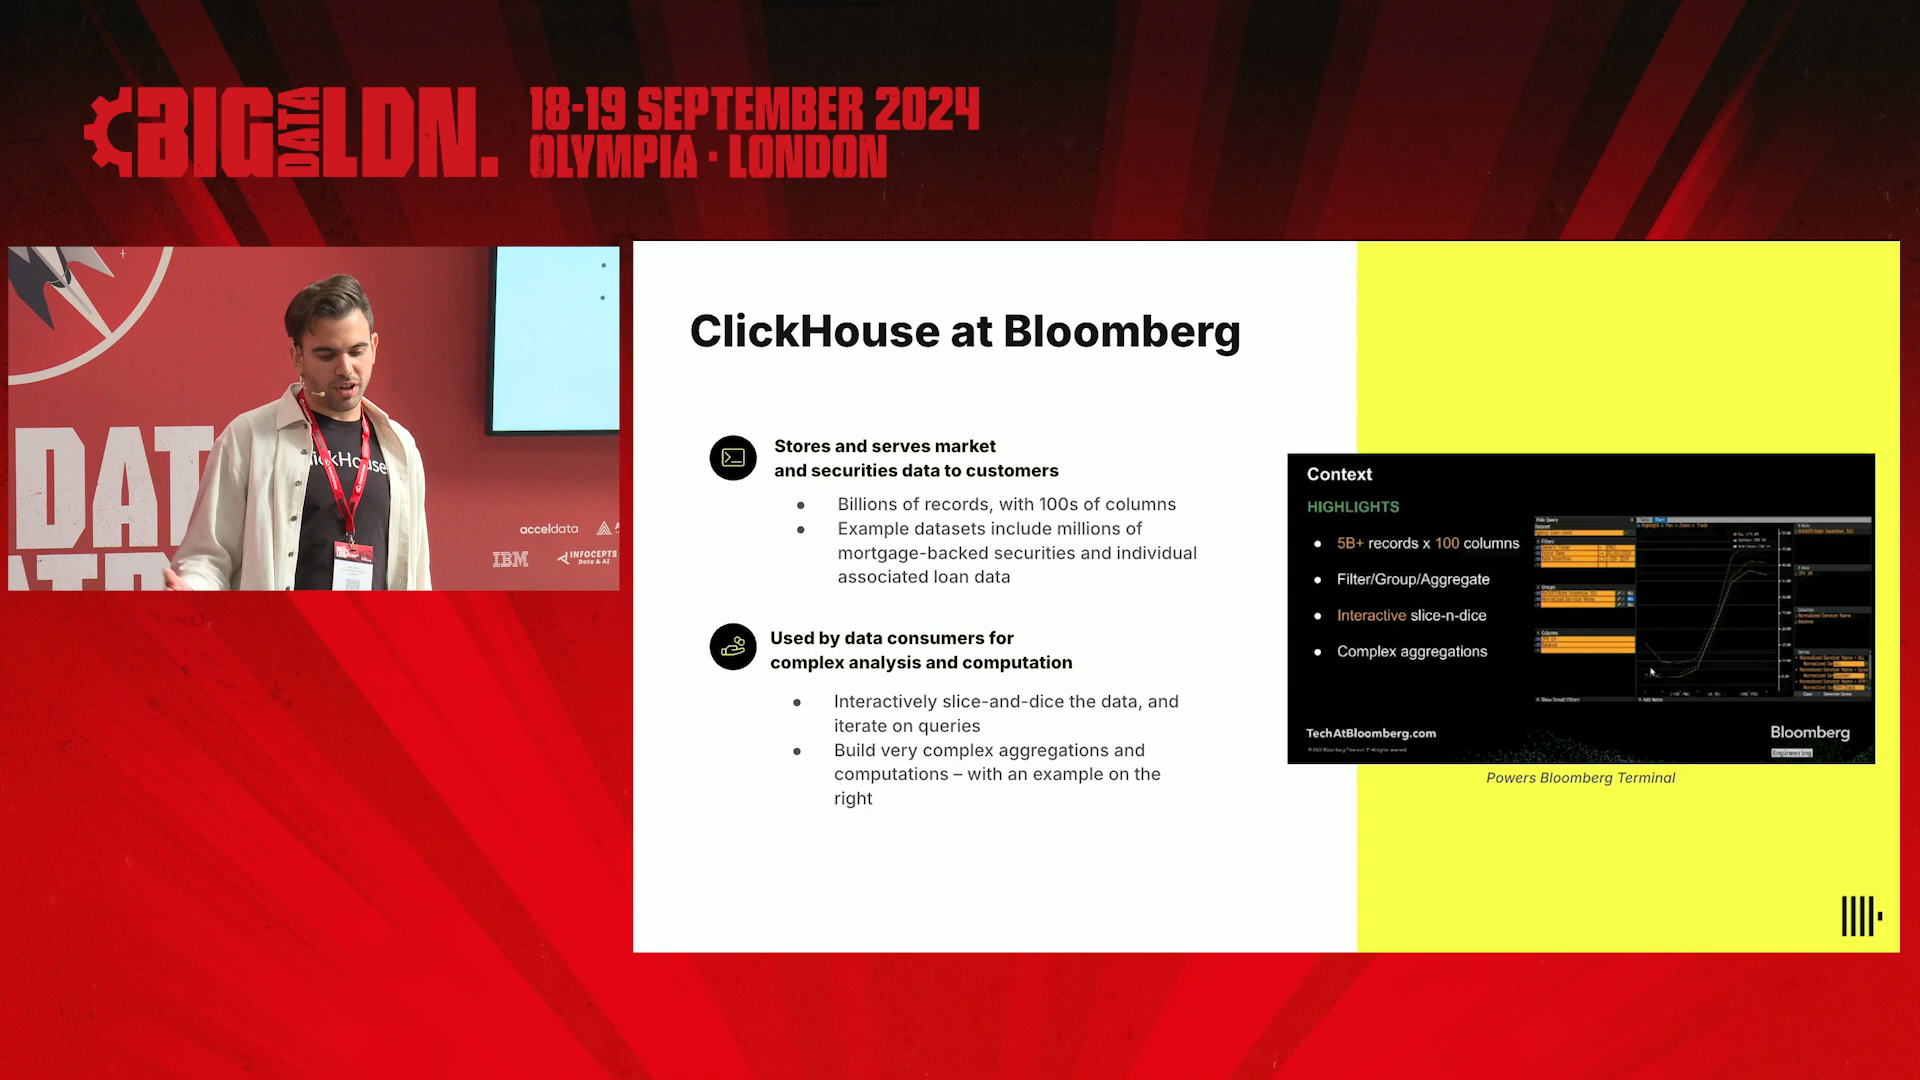 BIG DATA LDN.
18-19 SEPTEMBER 2024
OLYMPIA · LONDON
DAT
ickHouse
acceldata
IBM
INFOCEPTS
Data & AI
ClickHouse at Bloomberg
Stores and serves market
and securities data to customers
● Billions of records, with 100s of columns
● Example datasets include millions of
mortgage-backed securities and individual
associated loan data
Used by data consumers for
complex analysis and computation
● Interactively slice-and-dice the data, and
iterate on queries
● Build very complex aggregations and
computations – with an example on the
right
Context
HIGHLIGHTS
● 5B+ records x 100 columns
● Filter/Group/Aggregate
● Interactive slice-n-dice
● Complex aggregations
TechAtBloomberg.com
Bloomberg
Engineering
Powers Bloomberg Terminal